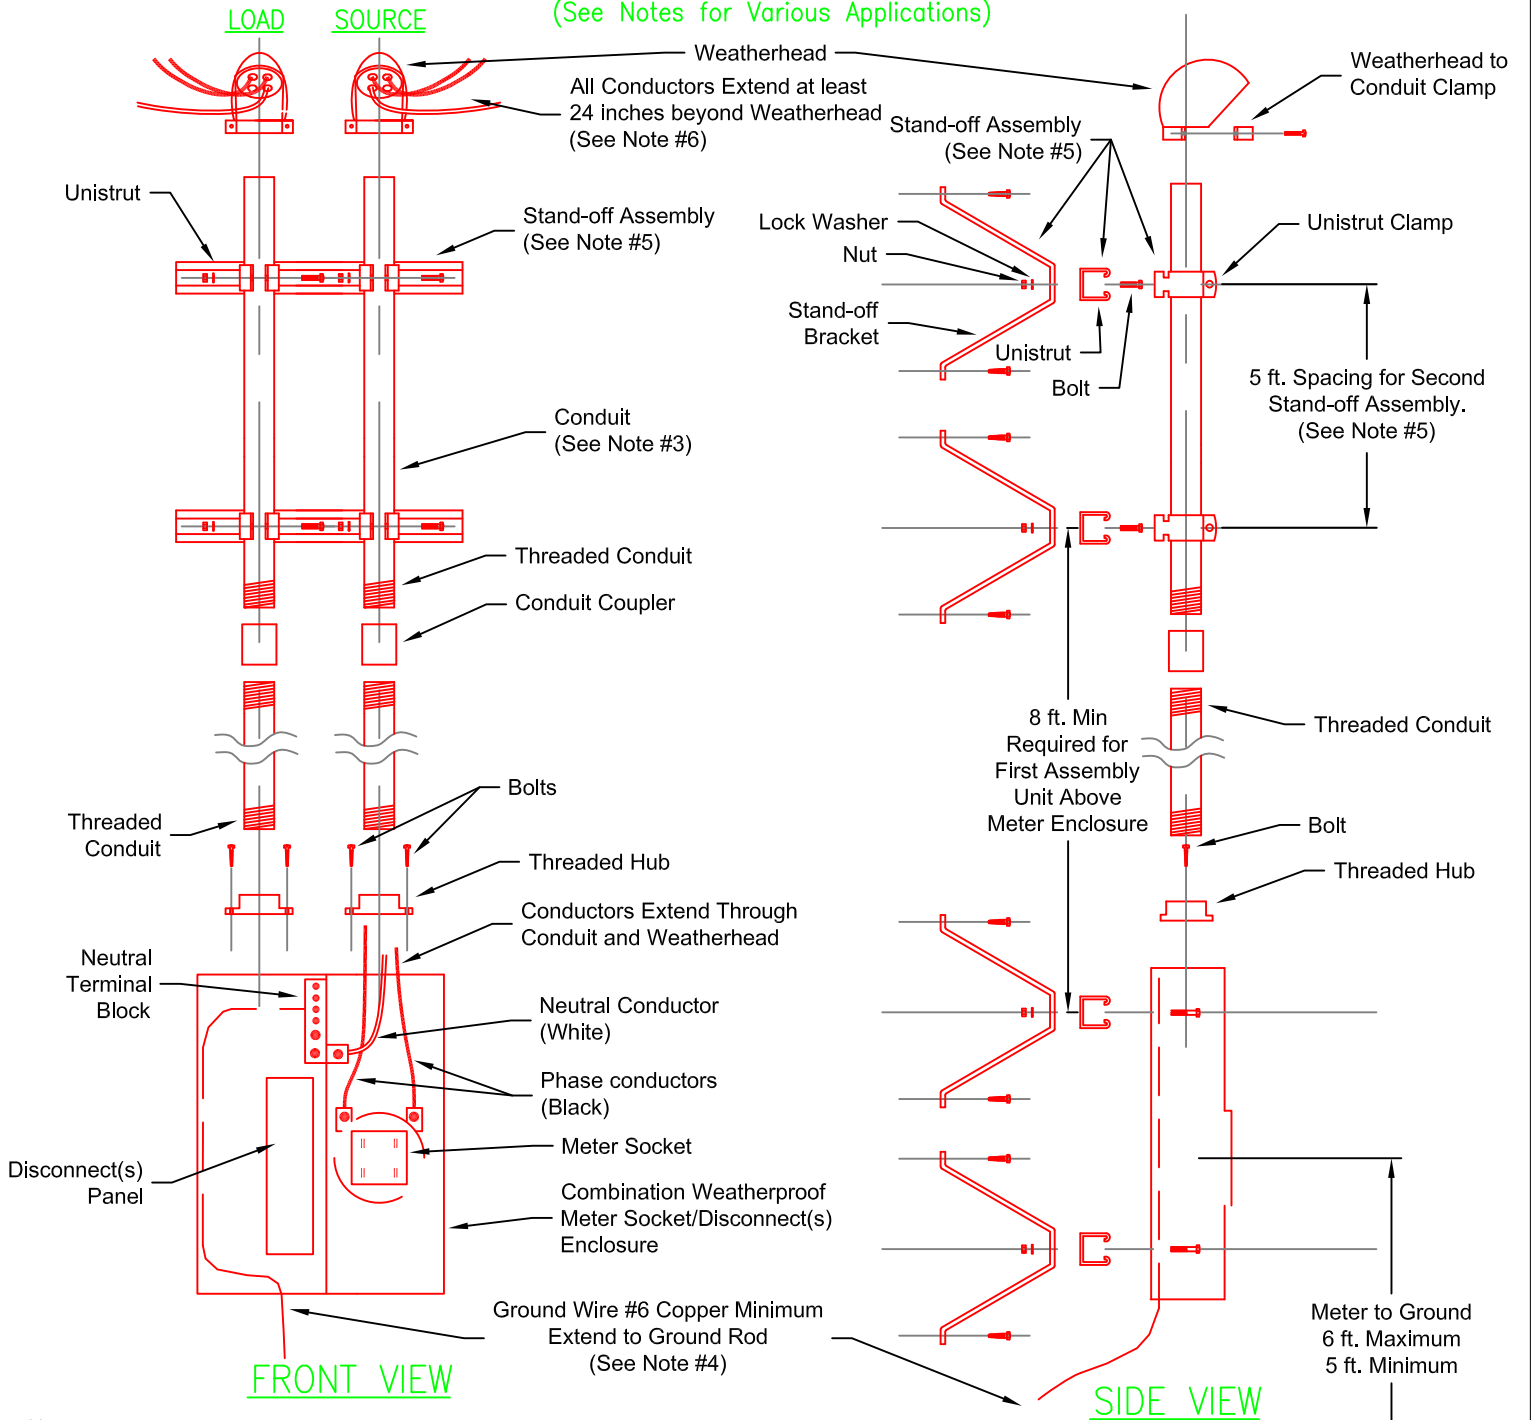 (See Notes for Various Applications)
LOAD
SOURCE
Weatherhead
Weatherhead to
Conduit Clamp
All Conductors Extend at least
24 inches beyond Weatherhead
(See Note #6)
Stand-off Assembly
(See Note #5)
Unistrut
Stand-off Assembly
(See Note #5)
Lock Washer
Nut
Unistrut Clamp
Stand-off
Bracket
Unistrut
Bolt
5 ft. Spacing for Second
Stand-off Assembly.
(See Note #5)
Conduit
(See Note #3)
Threaded Conduit
Conduit Coupler
8 ft. Min
Required for
First Assembly
Unit Above
Meter Enclosure
Threaded Conduit
Bolts
Threaded
Conduit
Bolt
Threaded Hub
Threaded Hub
Conductors Extend Through
Conduit and Weatherhead
Neutral
Terminal
Block
Neutral Conductor
(White)
Phase conductors
(Black)
Meter Socket
Disconnect(s)
Panel
Combination Weatherproof
Meter Socket/Disconnect(s)
Enclosure
Ground Wire #6 Copper Minimum
Extend to Ground Rod
(See Note #4)
Meter to Ground
6 ft. Maximum
5 ft. Minimum
FRONT VIEW
SIDE VIEW